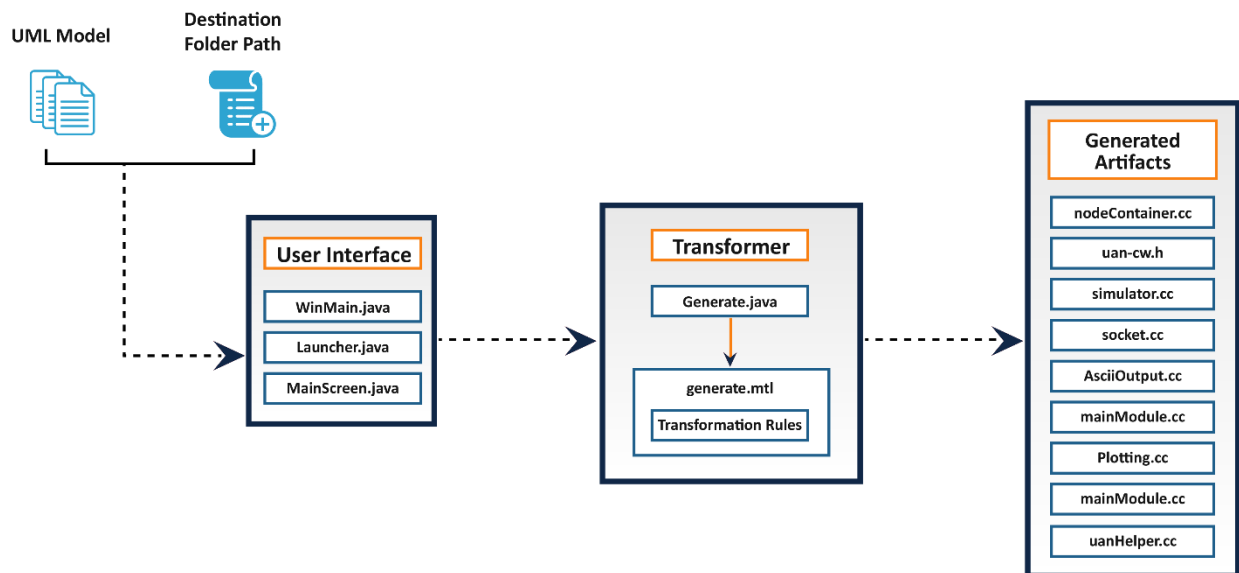 UML Model
Destination
Folder Path
User Interface
WinMain.java
Launcher.java
MainScreen.java
Transformer
Generate.java
generate.mtl
Transformation Rules
Generated
Artifacts
nodeContainer.cc
uan-cw.h
simulator.cc
socket.cc
AsciiOutput.cc
mainModule.cc
Plotting.cc
mainModule.cc
uanHelper.cc